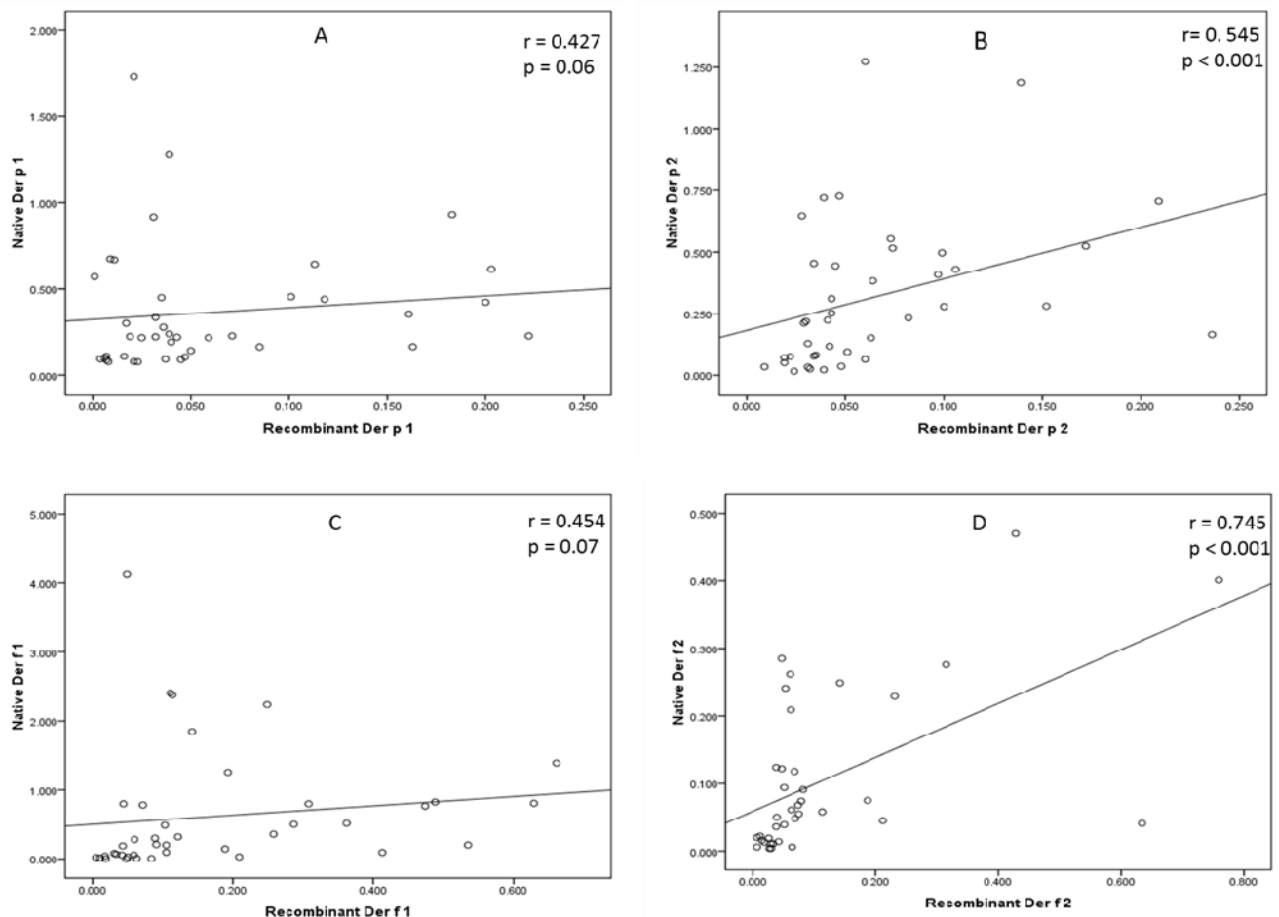 A
r = 0.427
p = 0.06
2.000
1.500
1.000
0.500
0.000
Native Der p 1
0.000 0.050 0.100 0.150 0.200 0.250
Recombinant Der p 1
B
r= 0. 545
p < 0.001
1.250
1.000
0.750
0.500
0.250
0.000
Native Der p 2
0.000 0.050 0.100 0.150 0.200 0.250
Recombinant Der p 2
C
r = 0.454
p = 0.07
5.000
4.000
3.000
2.000
1.000
0.000
Native Der f 1
0.000 0.200 0.400 0.600
Recombinant Der f 1
D
r = 0.745
p < 0.001
0.500
0.400
0.300
0.200
0.100
0.000
Native Der f 2
0.000 0.200 0.400 0.600 0.800
Recombinant Der f 2